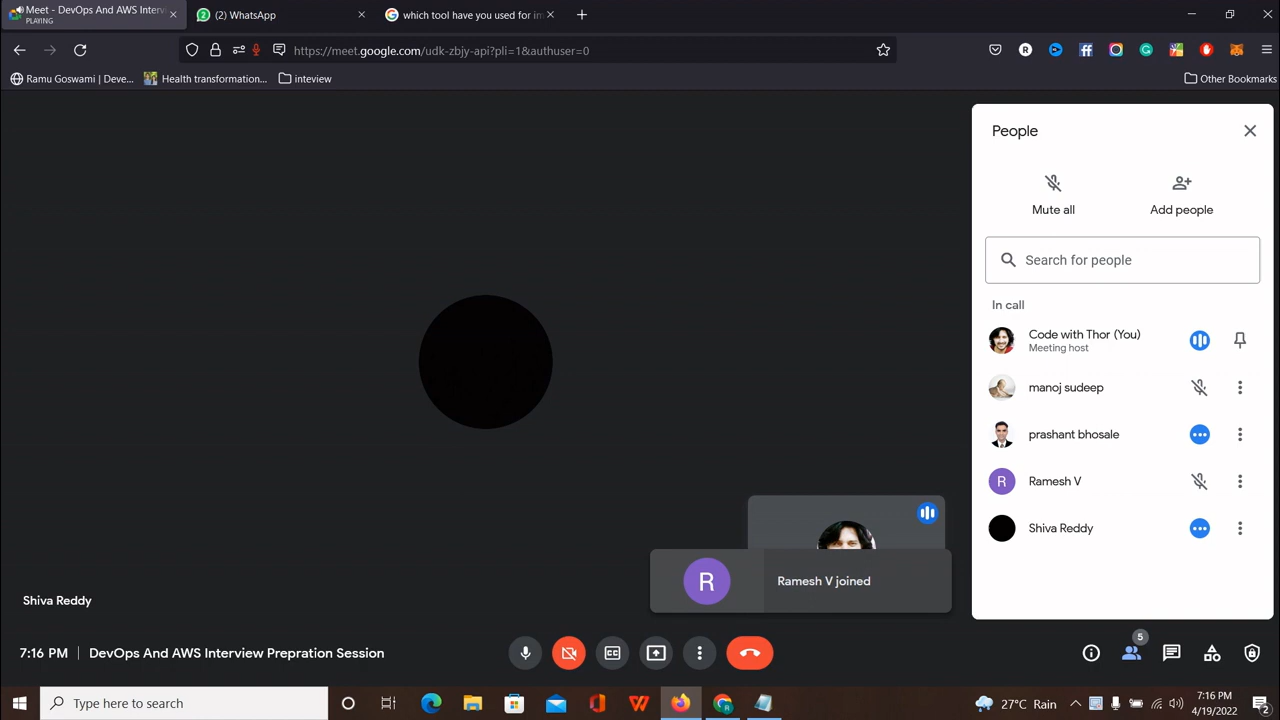 Meet - DevOps And AWS Interv
PLAYING
(2) WhatsApp
which tool have you used for im
https://meet.google.com/udk-zbjy-api?pli=1&authuser=0
R
Ramu Goswami | Deve...
Health transformation...
inteview
Other Bookmarks
People
Mute all
Add people
Search for people
In call
Code with Thor (You)
Meeting host
manoj sudeep
prashant bhosale
R
Ramesh V
Shiva Reddy
R
Ramesh V joined
Shiva Reddy
7:16 PM
DevOps And AWS Interview Prepration Session
5
Type here to search
27°C Rain
7:16 PM
4/19/2022
2